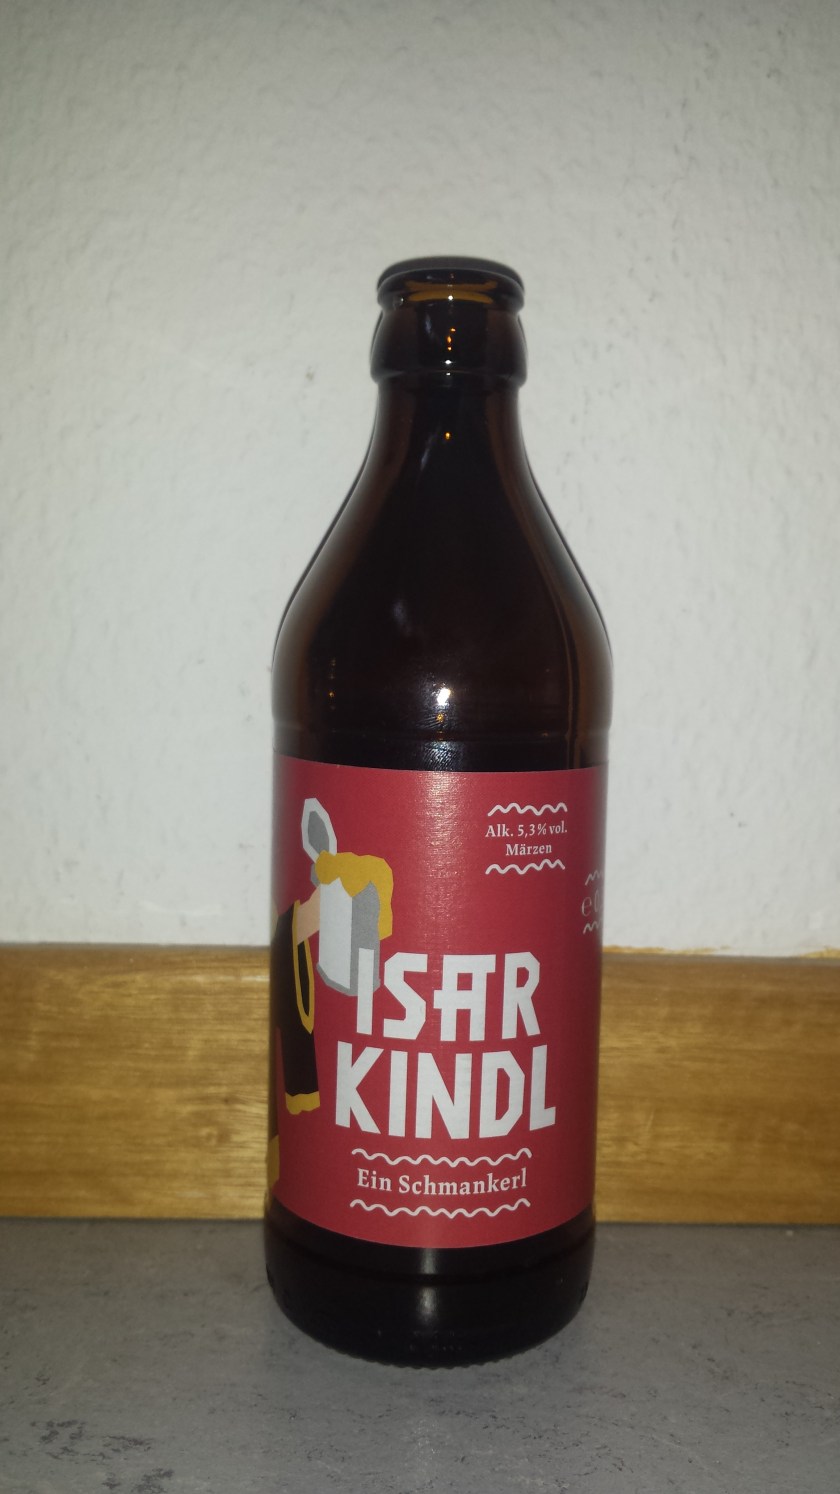 Alk. 5,3% vol.
Märzen
ISAR
KINDL
Ein Schmankerl